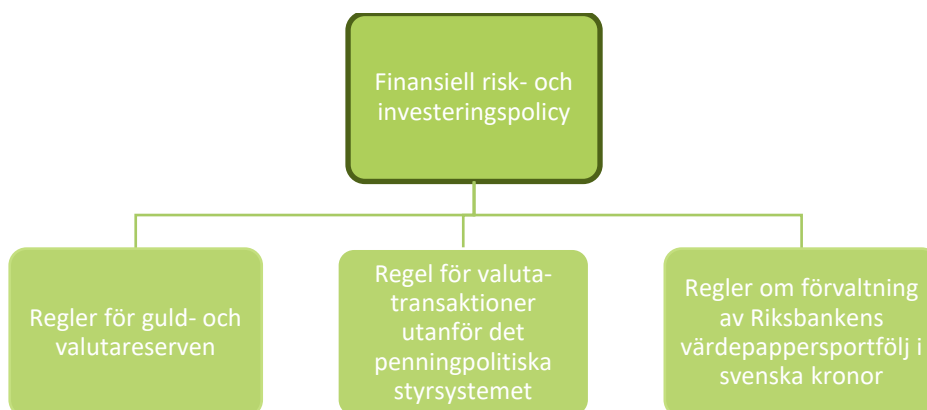 Finansiell risk- och
investeringspolicy
Regler för guld- och
valutareserven
Regel för valuta-
transaktioner
utanför det
penningpolitiska
styrsystemet
Regler om förvaltning
av Riksbankens
värdepappersportfölj i
svenska kronor